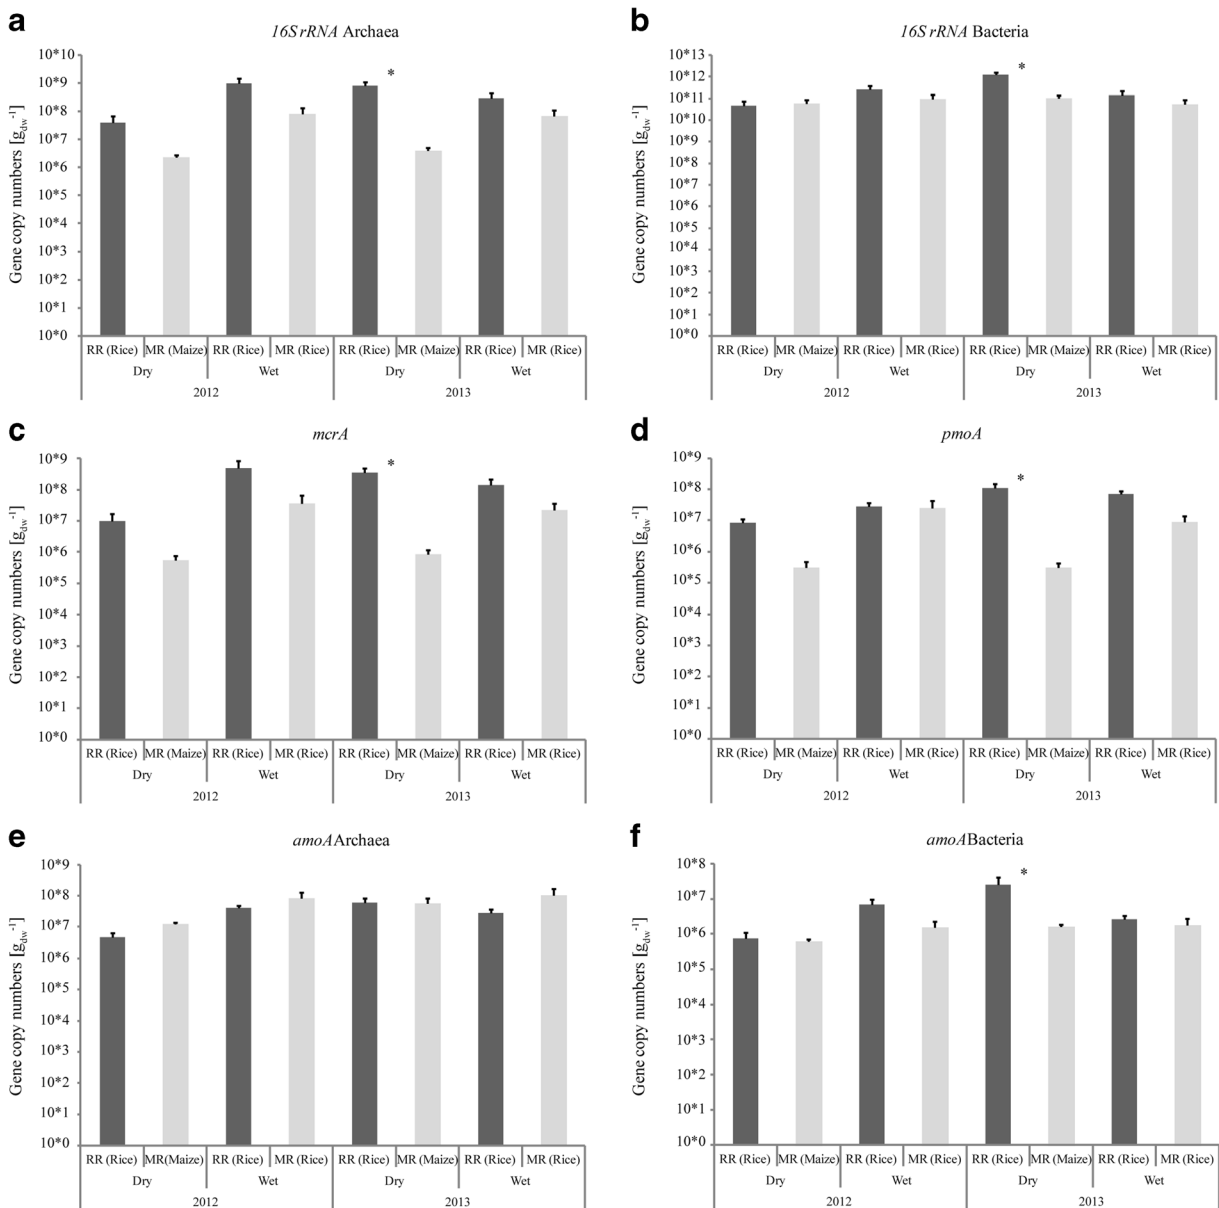 a
16S rRNA Archaea
Gene copy numbers [gdw-1]
10*10
10*9
10*8
10*7
10*6
10*5
10*4
10*3
10*2
10*1
10*0
*
RR (Rice) MR (Maize) RR (Rice) MR (Rice) RR (Rice) MR (Maize) RR (Rice) MR (Rice)
Dry Wet Dry Wet
2012 2013
b
16S rRNA Bacteria
Gene copy numbers [gdw-1]
10*13
10*12
10*11
10*10
10*9
10*8
10*7
10*6
10*5
10*4
10*3
10*2
10*1
10*0
*
RR (Rice) MR (Maize) RR (Rice) MR (Rice) RR (Rice) MR (Maize) RR (Rice) MR (Rice)
Dry Wet Dry Wet
2012 2013
c
mcrA
Gene copy numbers [gdw-1]
10*9
10*8
10*7
10*6
10*5
10*4
10*3
10*2
10*1
10*0
*
RR (Rice) MR (Maize) RR (Rice) MR (Rice) RR (Rice) MR (Maize) RR (Rice) MR (Rice)
Dry Wet Dry Wet
2012 2013
d
pmoA
Gene copy numbers [gdw-1]
10*9
10*8
10*7
10*6
10*5
10*4
10*3
10*2
10*1
10*0
*
RR (Rice) MR (Maize) RR (Rice) MR (Rice) RR (Rice) MR (Maize) RR (Rice) MR (Rice)
Dry Wet Dry Wet
2012 2013
e
amoA Archaea
Gene copy numbers [gdw-1]
10*9
10*8
10*7
10*6
10*5
10*4
10*3
10*2
10*1
10*0
RR (Rice) MR(Maize) RR (Rice) MR (Rice) RR (Rice) MR (Maize) RR (Rice) MR (Rice)
Dry Wet Dry Wet
2012 2013
f
amoA Bacteria
Gene copy numbers [gdw-1]
10*8
10*7
10*6
10*5
10*4
10*3
10*2
10*1
10*0
*
RR (Rice) MR (Maize) RR (Rice) MR (Rice) RR (Rice) MR (Maize) RR (Rice) MR (Rice)
Dry Wet Dry Wet
2012 2013